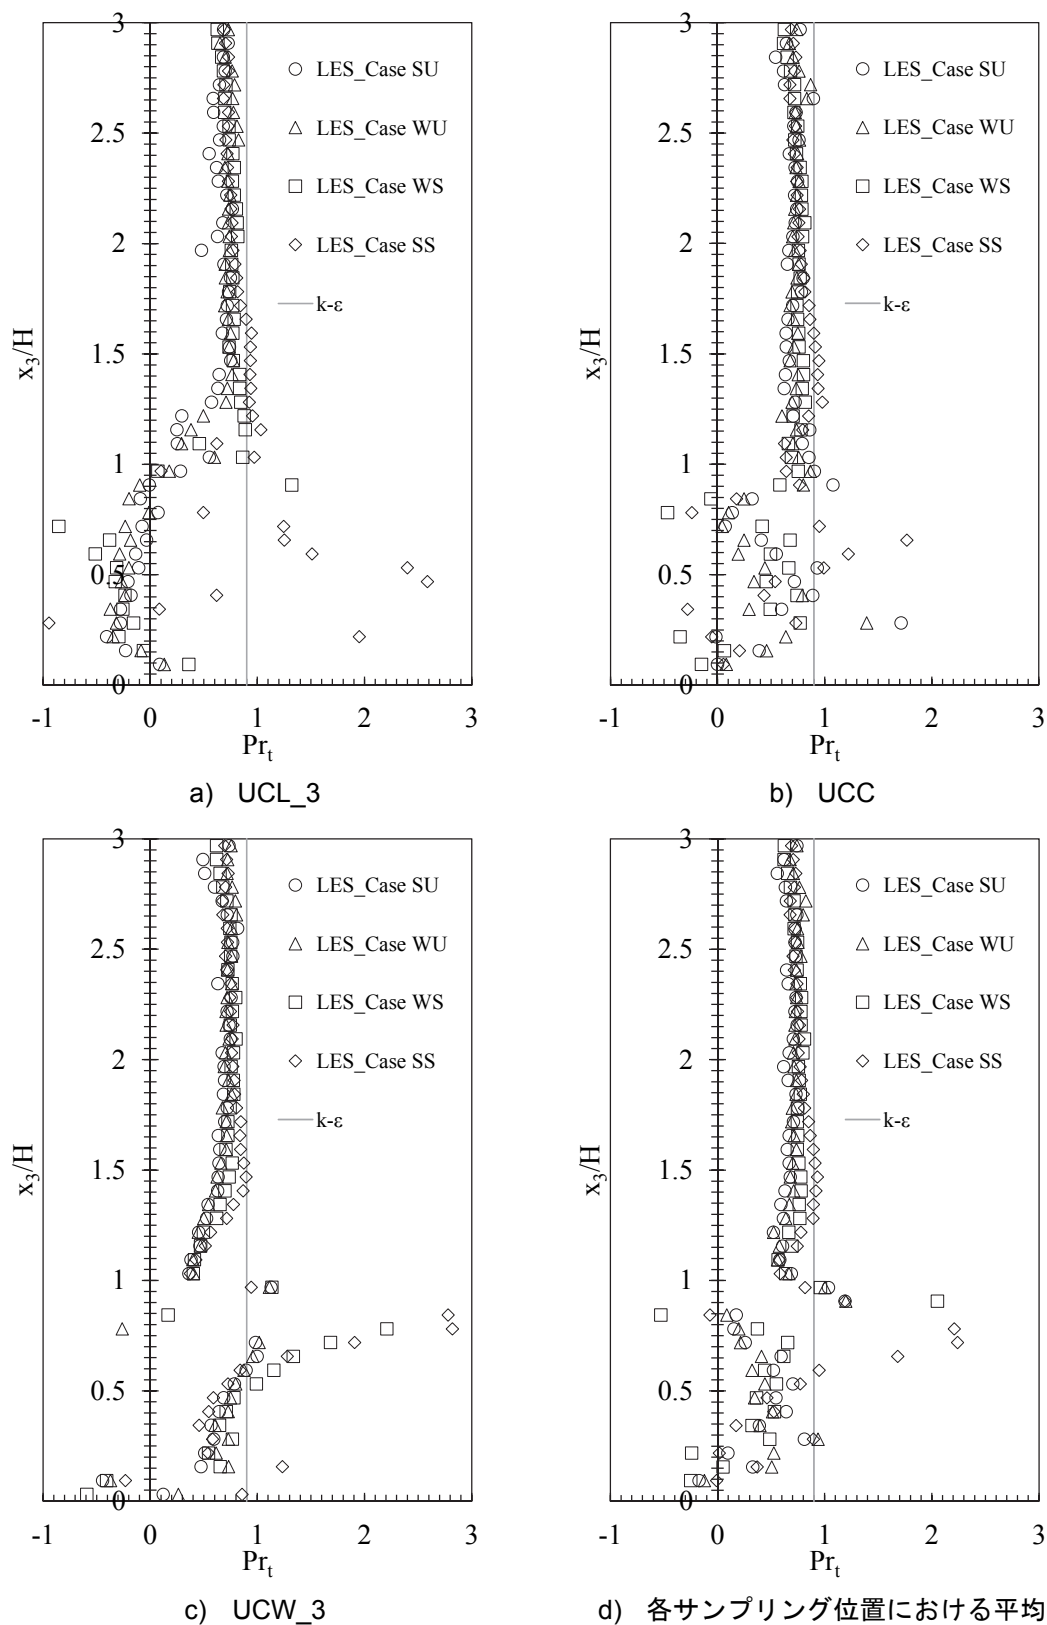 3
2.5
2
1.5
1
0.5
0
-1 0 1 2 3
x3/H
Prt
LES_Case SU
LES_Case WU
LES_Case WS
LES_Case SS
k-ε
a) UCL_3
3
2.5
2
1.5
1
0.5
0
-1 0 1 2 3
x3/H
Prt
LES_Case SU
LES_Case WU
LES_Case WS
LES_Case SS
k-ε
b) UCC
3
2.5
2
1.5
1
0.5
0
-1 0 1 2 3
x3/H
Prt
LES_Case SU
LES_Case WU
LES_Case WS
LES_Case SS
k-ε
c) UCW_3
3
2.5
2
1.5
1
0.5
0
-1 0 1 2 3
x3/H
Prt
LES_Case SU
LES_Case WU
LES_Case WS
LES_Case SS
k-ε
d) 各サンプリング位置における平均